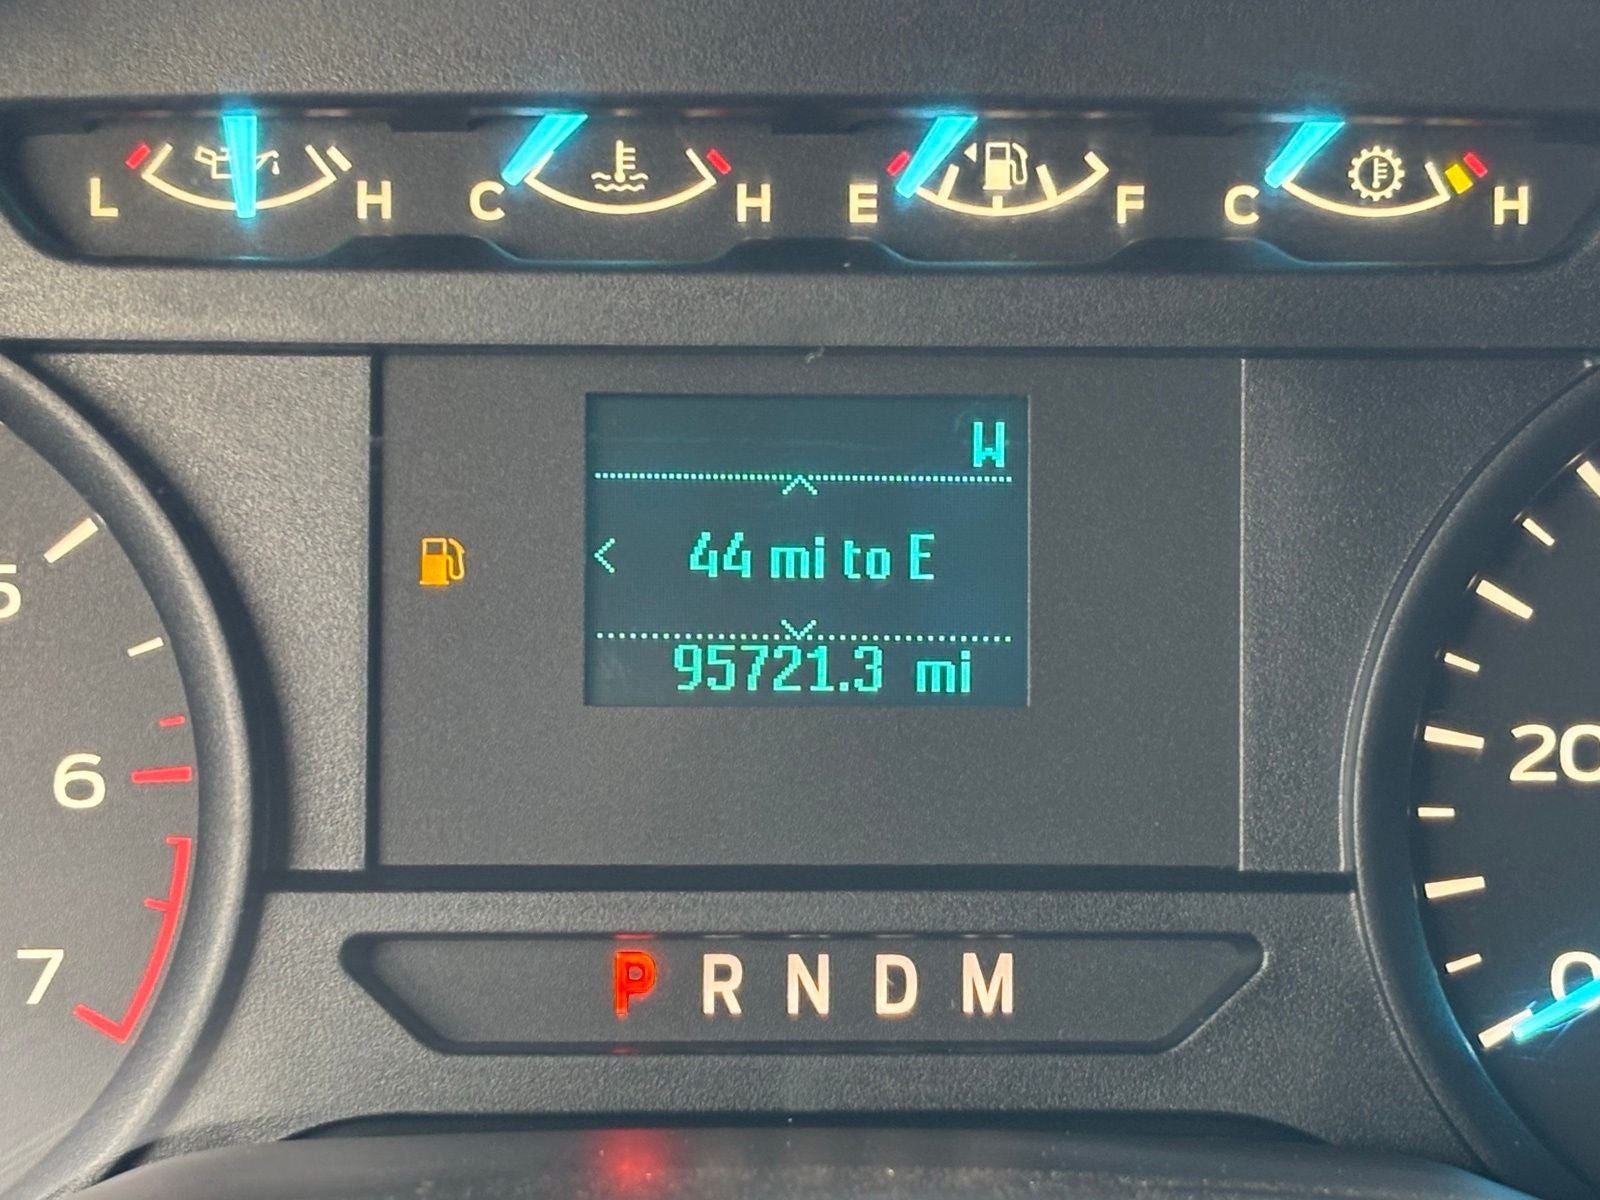 L H C H E F C H
W
44 mi to E
95721.3 mi
5
6
7
20
0
P R N D M